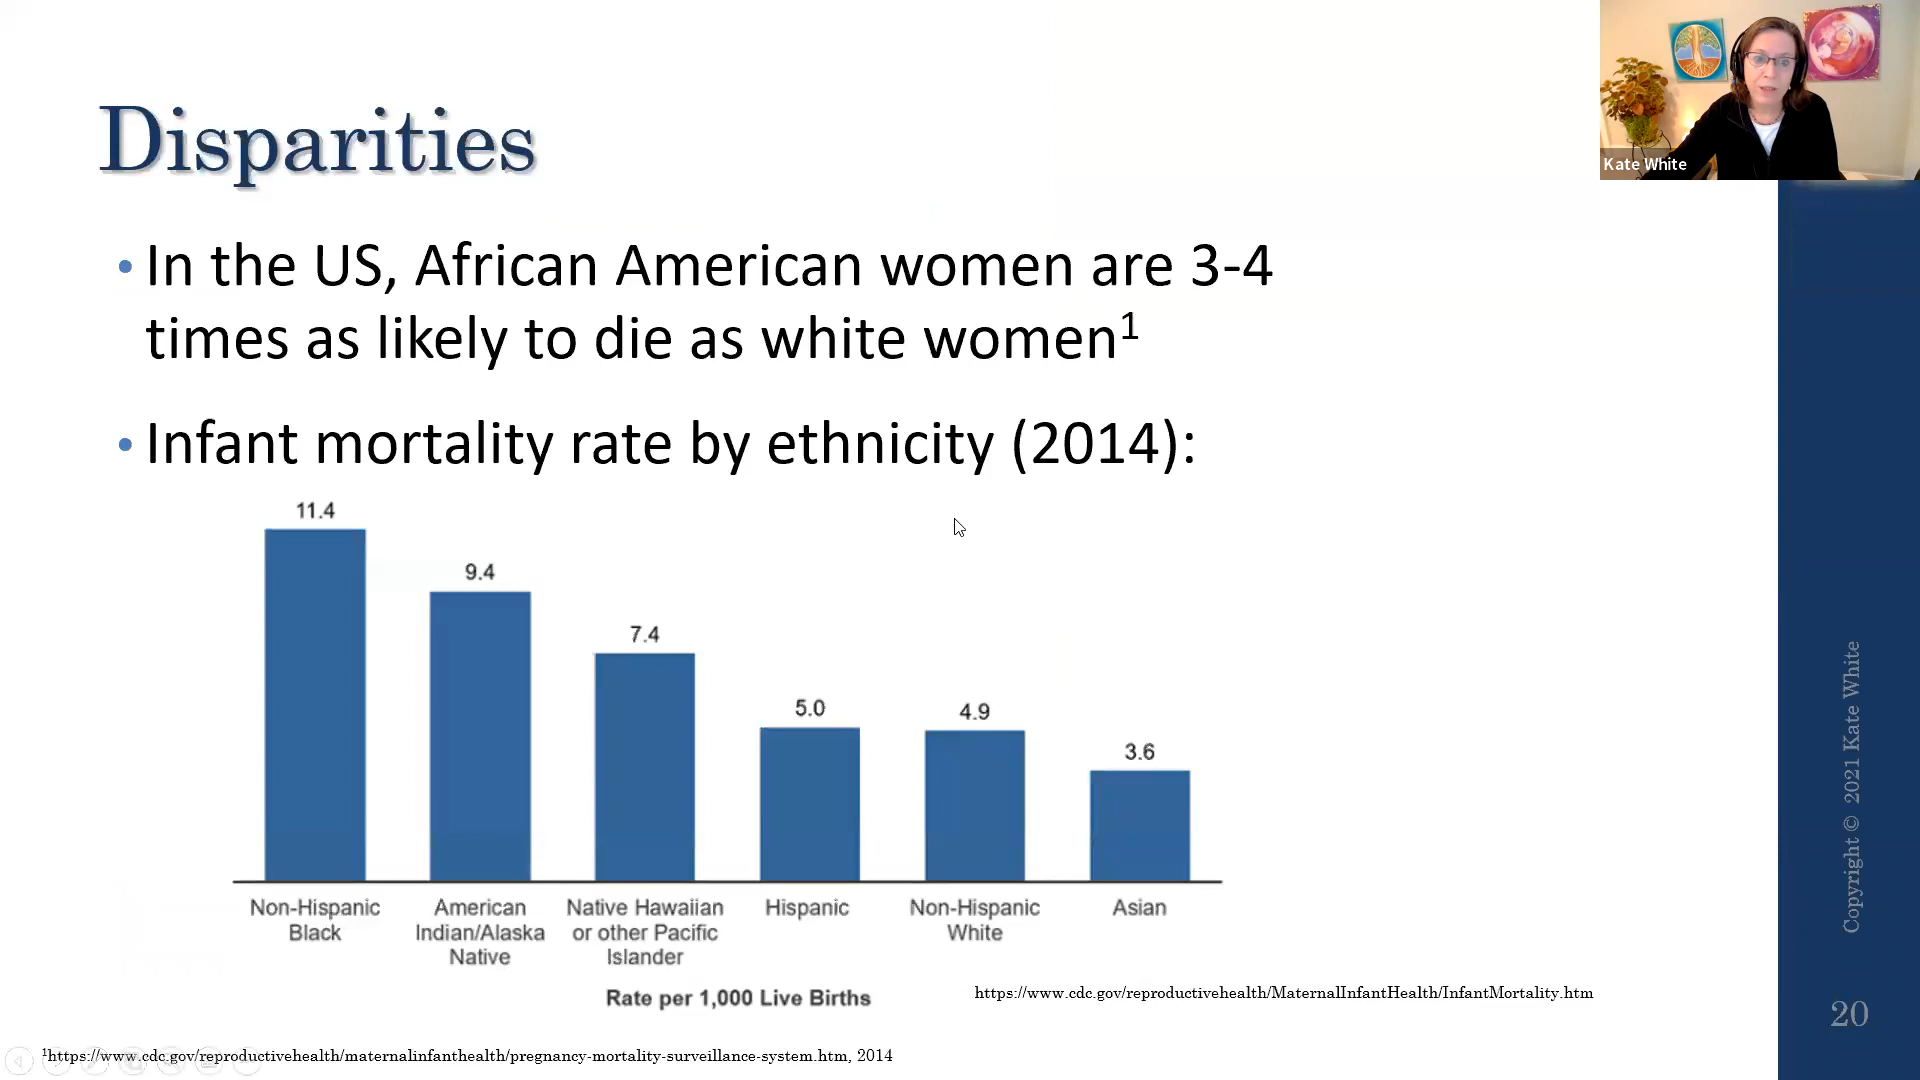 Kate White
Disparities
• In the US, African American women are 3-4
times as likely to die as white women¹
• Infant mortality rate by ethnicity (2014):
11.4
9.4
7.4
5.0
4.9
3.6
Non-Hispanic
Black
American
Indian/Alaska
Native
Native Hawaiian
or other Pacific
Islander
Hispanic
Non-Hispanic
White
Asian
Rate per 1,000 Live Births
https://www.cdc.gov/reproductivehealth/MaternalInfantHealth/InfantMortality.htm
¹https://www.cdc.gov/reproductivehealth/maternalinfanthealth/pregnancy-mortality-surveillance-system.htm, 2014
Copyright © 2021 Kate White
20